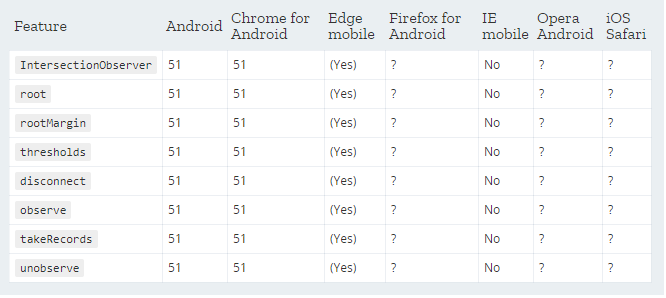 Feature Android Chrome for Android Edge mobile Firefox for Android IE mobile Opera Android iOS Safari
IntersectionObserver 51 51 (Yes) ? No ? ?
root 51 51 (Yes) ? No ? ?
rootMargin 51 51 (Yes) ? No ? ?
thresholds 51 51 (Yes) ? No ? ?
disconnect 51 51 (Yes) ? No ? ?
observe 51 51 (Yes) ? No ? ?
takeRecords 51 51 (Yes) ? No ? ?
unobserve 51 51 (Yes) ? No ? ?